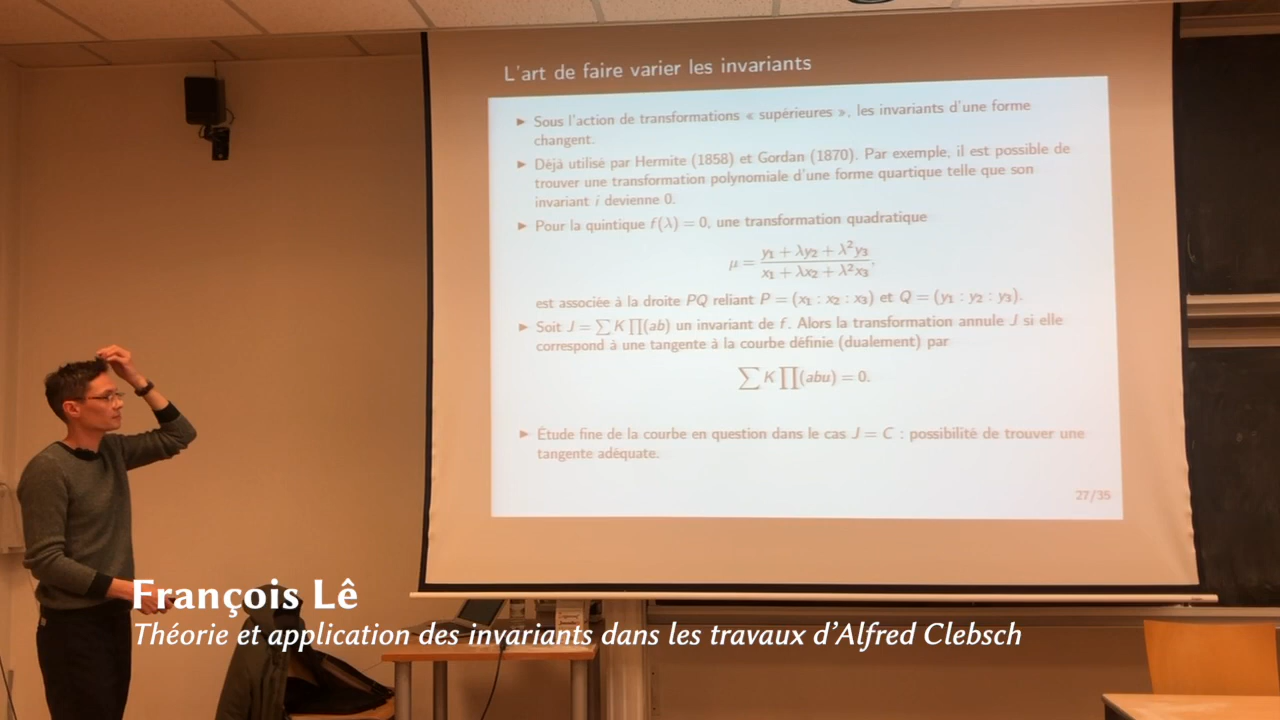 L'art de faire varier les invariants
► Sous l'action de transformations « supérieures », les invariants d'une forme
changent.
► Déjà utilisé par Hermite (1858) et Gordan (1870). Par exemple, il est possible de
trouver une transformation polynomiale d'une forme quartique telle que son
invariant i devienne 0.
► Pour la quintique f(λ) = 0, une transformation quadratique
μ = (y₁ + λy₂ + λ²y₃) / (x₁ + λx₂ + λ²x₃),
est associée à la droite PQ reliant P = (x₁ : x₂ : x₃) et Q = (y₁ : y₂ : y₃).
► Soit J = ∑ K ∏(ab) un invariant de f. Alors la transformation annule J si elle
correspond à une tangente à la courbe définie (dualement) par
∑ K ∏(abu) = 0.
► Étude fine de la courbe en question dans le cas J = C : possibilité de trouver une
tangente adéquate.
27/35
François Lê
Théorie et application des invariants dans les travaux d'Alfred Clebsch